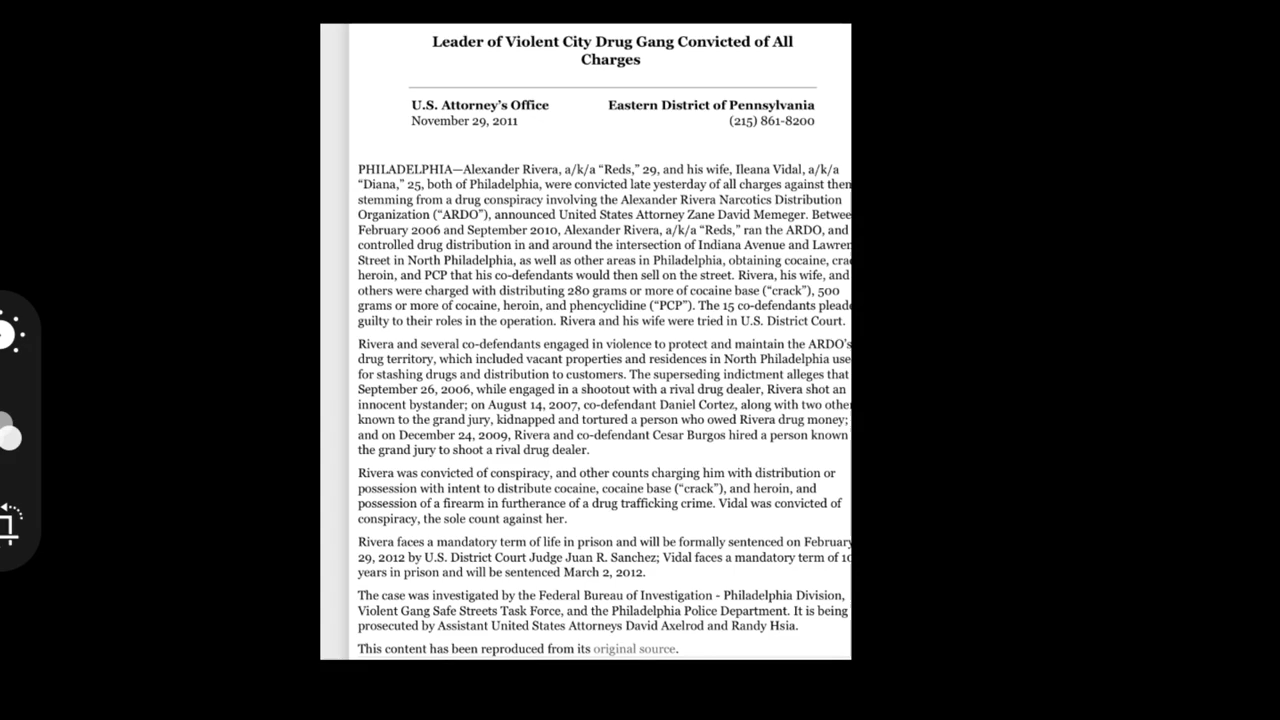 Leader of Violent City Drug Gang Convicted of All
Charges
U.S. Attorney's Office
Eastern District of Pennsylvania
November 29, 2011
(215) 861-8200
PHILADELPHIA—Alexander Rivera, a/k/a “Reds,” 29, and his wife, Ileana Vidal, a/k/a
“Diana,” 25, both of Philadelphia, were convicted late yesterday of all charges against
stemming from a drug conspiracy involving the Alexander Rivera Narcotics Distribution
Organization (“ARDO”), announced United States Attorney Zane David Memeger.
February 2006 and September 2010, Alexander Rivera, a/k/a “Reds,” ran the ARDO, and
controlled drug distribution in and around the intersection of Indiana Avenue and
Street in North Philadelphia, as well as other areas in Philadelphia, obtaining cocaine,
heroin, and PCP that his co-defendants would then sell on the street. Rivera, his wife, and
others were charged with distributing 280 grams or more of cocaine base (“crack”), 500
grams or more of cocaine, heroin, and phencyclidine (“PCP”). The 15 co-defendants
guilty to their roles in the operation. Rivera and his wife were tried in U.S. District Court.
Rivera and several co-defendants engaged in violence to protect and maintain the ARDO’s
drug territory, which included vacant properties and residences in North Philadelphia
for stashing drugs and distribution to customers. The superseding indictment alleges that
September 26, 2006, while engaged in a shootout with a rival drug dealer, Rivera shot an
innocent bystander; on August 14, 2007, co-defendant Daniel Cortez, along with two
known to the grand jury, kidnapped and tortured a person who owed Rivera drug money;
and on December 24, 2009, Rivera and co-defendant Cesar Burgos hired a person known
the grand jury to shoot a rival drug dealer.
Rivera was convicted of conspiracy, and other counts charging him with distribution or
possession with intent to distribute cocaine, cocaine base (“crack”), and heroin, and
possession of a firearm in furtherance of a drug trafficking crime. Vidal was convicted of
conspiracy, the sole count against her.
Rivera faces a mandatory term of life in prison and will be formally sentenced on February
29, 2012 by U.S. District Court Judge Juan R. Sanchez; Vidal faces a mandatory term of
years in prison and will be sentenced March 2, 2012.
The case was investigated by the Federal Bureau of Investigation - Philadelphia Division,
Violent Gang Safe Streets Task Force, and the Philadelphia Police Department. It is being
prosecuted by Assistant United States Attorneys David Axelrod and Randy Hsia.
This content has been reproduced from its original source.